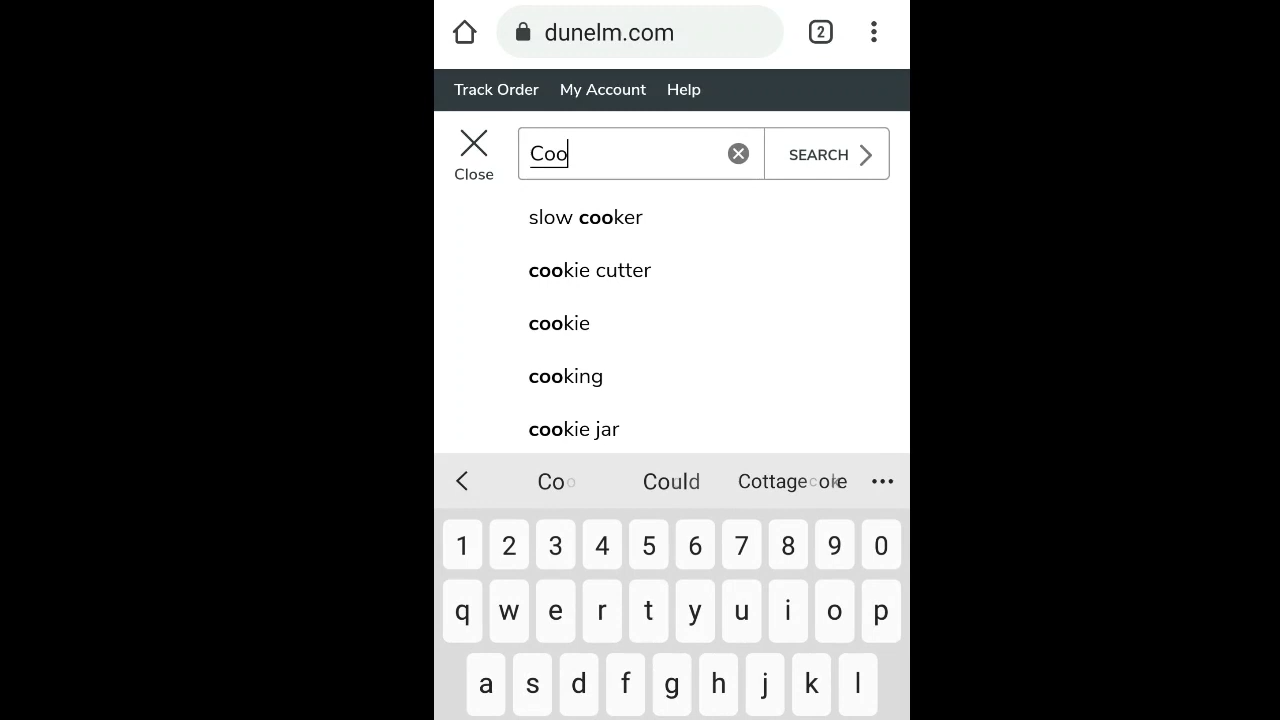 dunelm.com 2
Track Order My Account Help
Coo SEARCH
Close
slow cooker
cookie cutter
cookie
cooking
cookie jar
Coo Could Cottage
1 2 3 4 5 6 7 8 9 0
q w e r t y u i o p
a s d f g h j k l